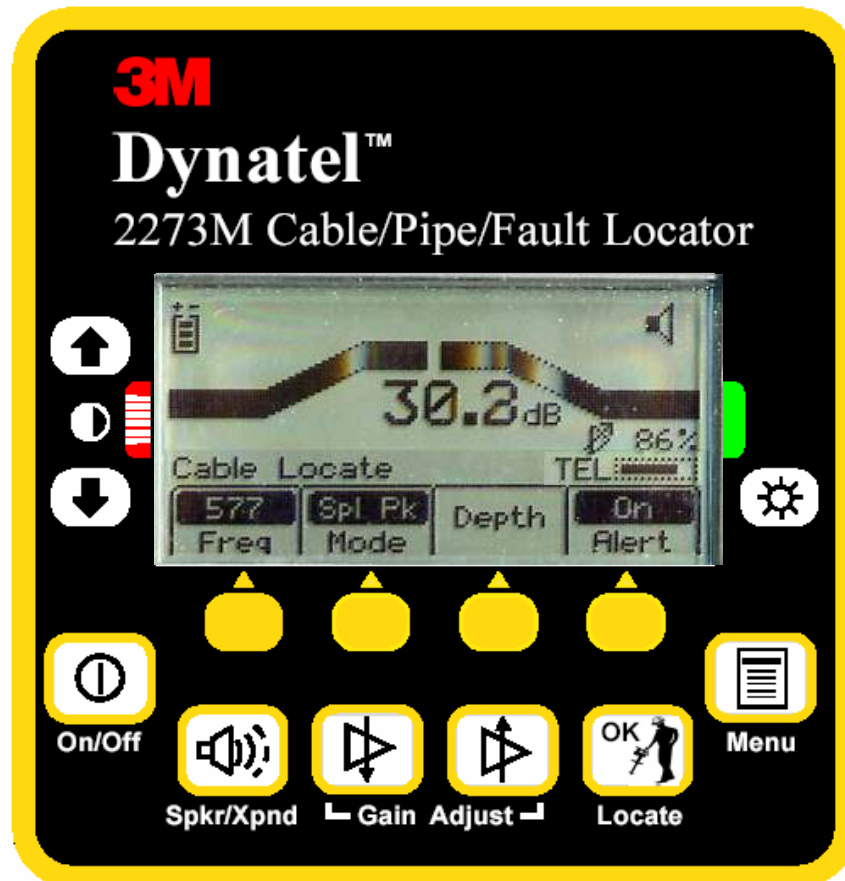 3M
Dynatel™
2273M Cable/Pipe/Fault Locator
+ -
30.2dB
86%
Cable Locate TEL
577 Spl Pk Depth On
Freq Mode Alert
On/Off
OK
Menu
Spkr/Xpnd Gain Adjust Locate